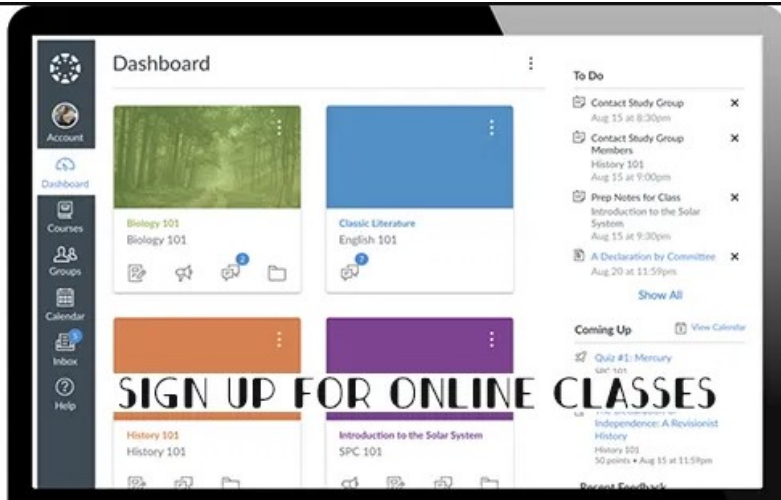 Dashboard
Account
Dashboard
Courses
Groups
Calendar
5
Inbox
Help
Biology 101
Biology 101
2
Classic Literature
English 101
7
History 101
History 101
Introduction to the Solar System
SPC 101
To Do
Contact Study Group
Aug 15 at 8:30pm
Contact Study Group
Members
History 101
Aug 15 at 9:00pm
Prep Notes for Class
Introduction to the Solar
System
Aug 15 at 9:30pm
A Declaration by Committee
Aug 20 at 11:59pm
Show All
Coming Up
View Calendar
Quiz #1: Mercury
SPC 101
SIGN UP FOR ONLINE CLASSES
Independence: A Revisionist
History
History 101
50 points • Aug 15 at 11:59pm
Recent Feedback